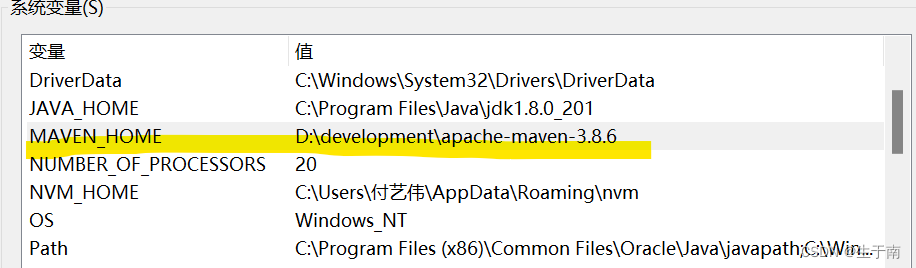 系统变量(S)
变量 值
DriverData C:\Windows\System32\Drivers\DriverData
JAVA_HOME C:\Program Files\Java\jdk1.8.0_201
MAVEN_HOME D:\development\apache-maven-3.8.6
NUMBER_OF_PROCESSORS 20
NVM_HOME C:\Users\付艺伟\AppData\Roaming\nvm
OS Windows_NT
Path C:\Program Files (x86)\Common Files\Oracle\Java\javapath;C:\Win...
CSDN @生于南